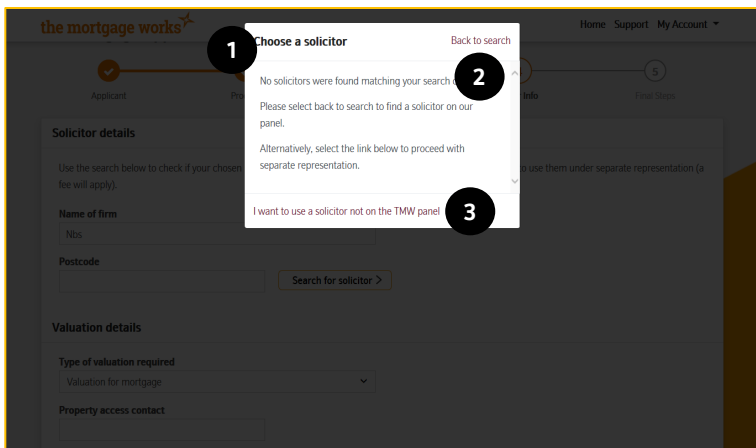 the mortgage works
Home Support My Account
1
Choose a solicitor
Back to search
2
No solicitors were found matching your search
Please select back to search to find a solicitor on our
panel.
Alternatively, select the link below to proceed with
separate representation.
I want to use a solicitor not on the TMW panel
3
Applicant
Info
5
Final Steps
Solicitor details
Use the search below to check if your chosen
to use them under separate representation (a
fee will apply).
Name of firm
Nbs
Postcode
Search for solicitor
Valuation details
Type of valuation required
Valuation for mortgage
Property access contact